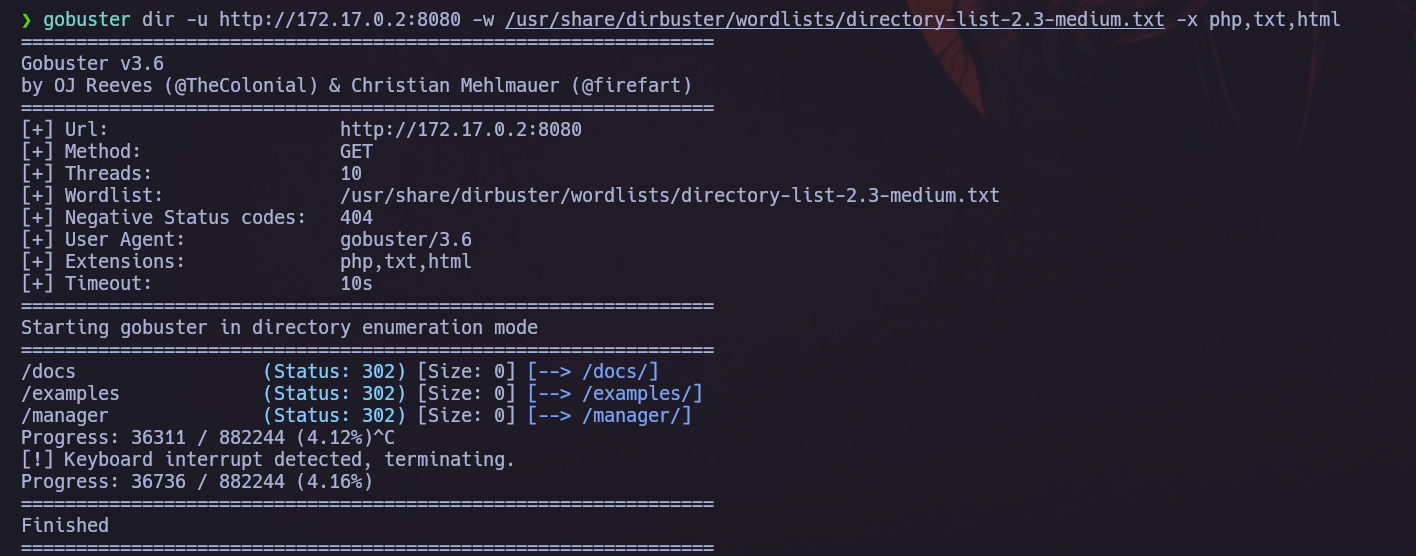 ❯ gobuster dir -u http://172.17.0.2:8080 -w /usr/share/dirbuster/wordlists/directory-list-2.3-medium.txt -x php,txt,html
===============================================================
Gobuster v3.6
by OJ Reeves (@TheColonial) & Christian Mehlmauer (@firefart)
===============================================================
[+] Url:                     http://172.17.0.2:8080
[+] Method:                  GET
[+] Threads:                 10
[+] Wordlist:                /usr/share/dirbuster/wordlists/directory-list-2.3-medium.txt
[+] Negative Status codes:   404
[+] User Agent:              gobuster/3.6
[+] Extensions:              php,txt,html
[+] Timeout:                 10s
===============================================================
Starting gobuster in directory enumeration mode
===============================================================
/docs                 (Status: 302) [Size: 0] [--> /docs/]
/examples             (Status: 302) [Size: 0] [--> /examples/]
/manager              (Status: 302) [Size: 0] [--> /manager/]
Progress: 36311 / 882244 (4.12%)^C
[!] Keyboard interrupt detected, terminating.
Progress: 36736 / 882244 (4.16%)
===============================================================
Finished
===============================================================